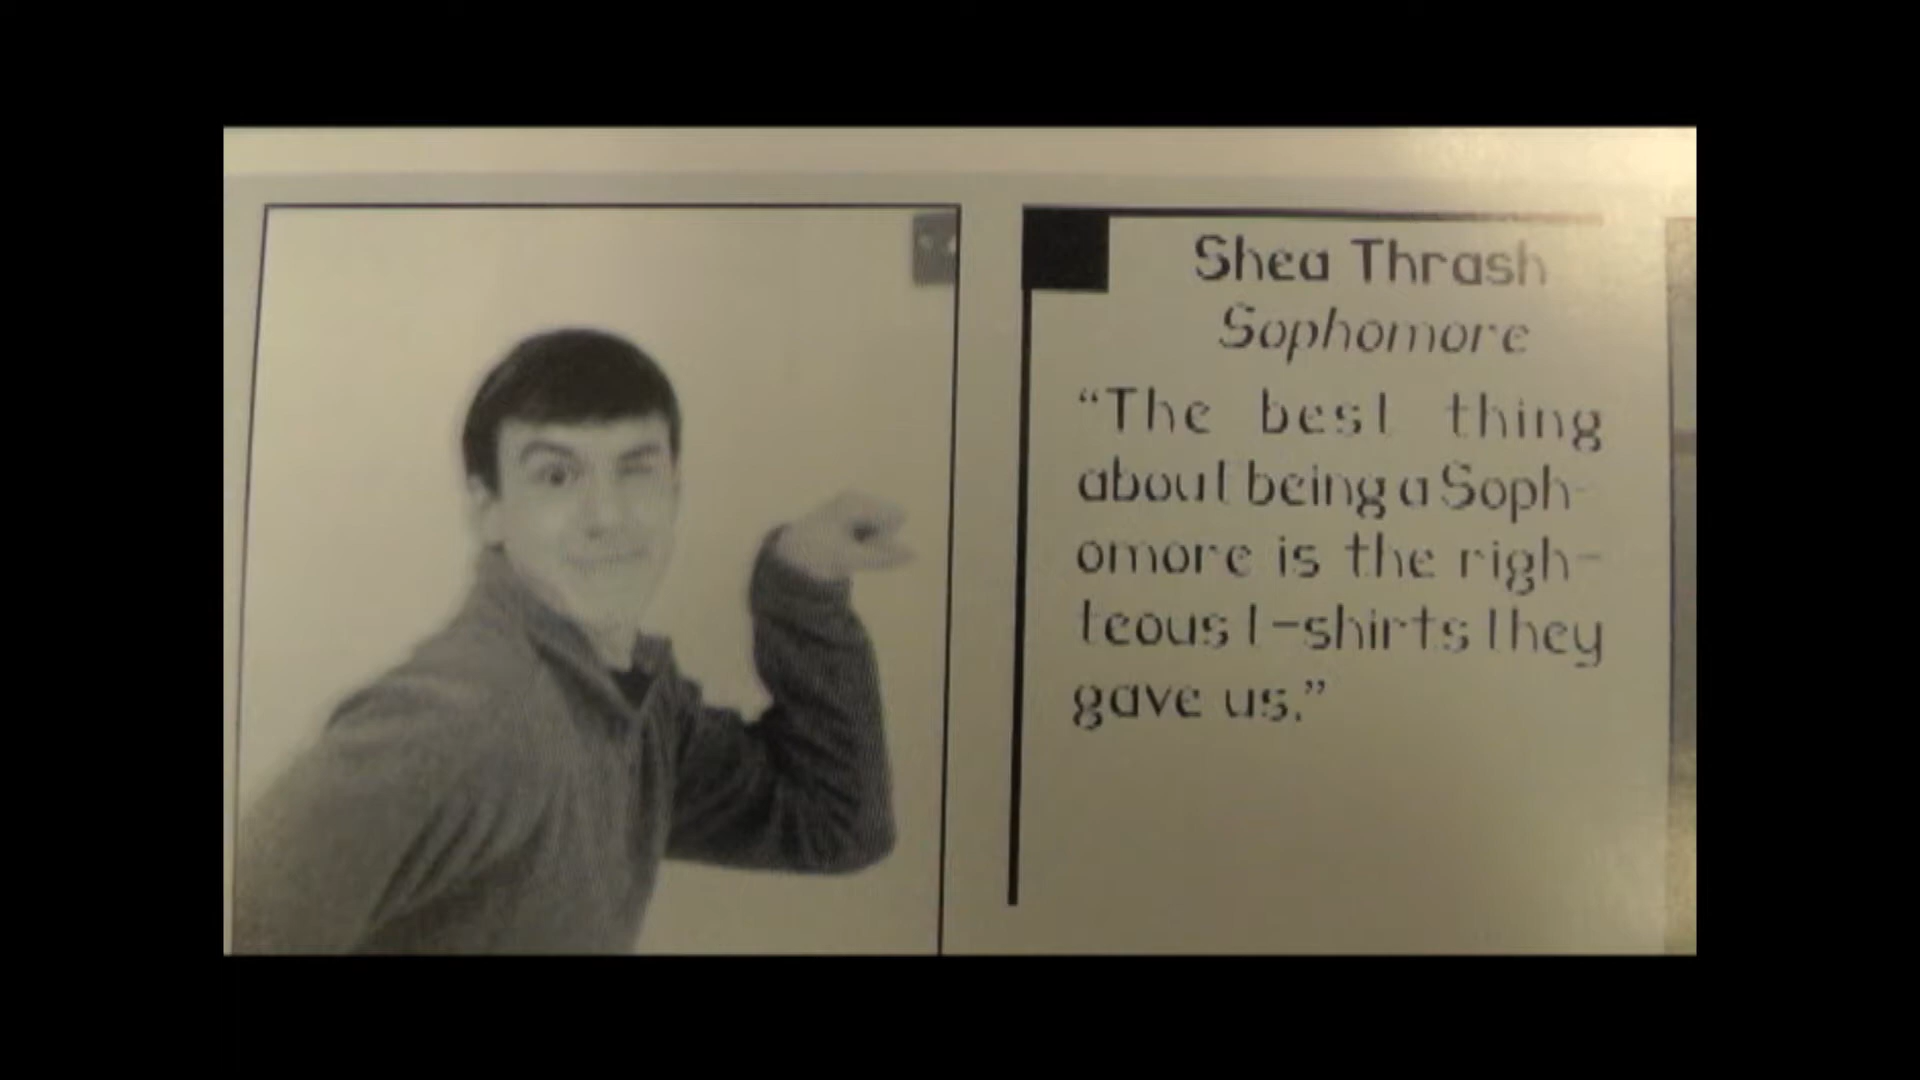 Shea Thrash
Sophomore
“The best thing
about being a Soph-
omore is the righ-
teous t-shirts they
gave us.”